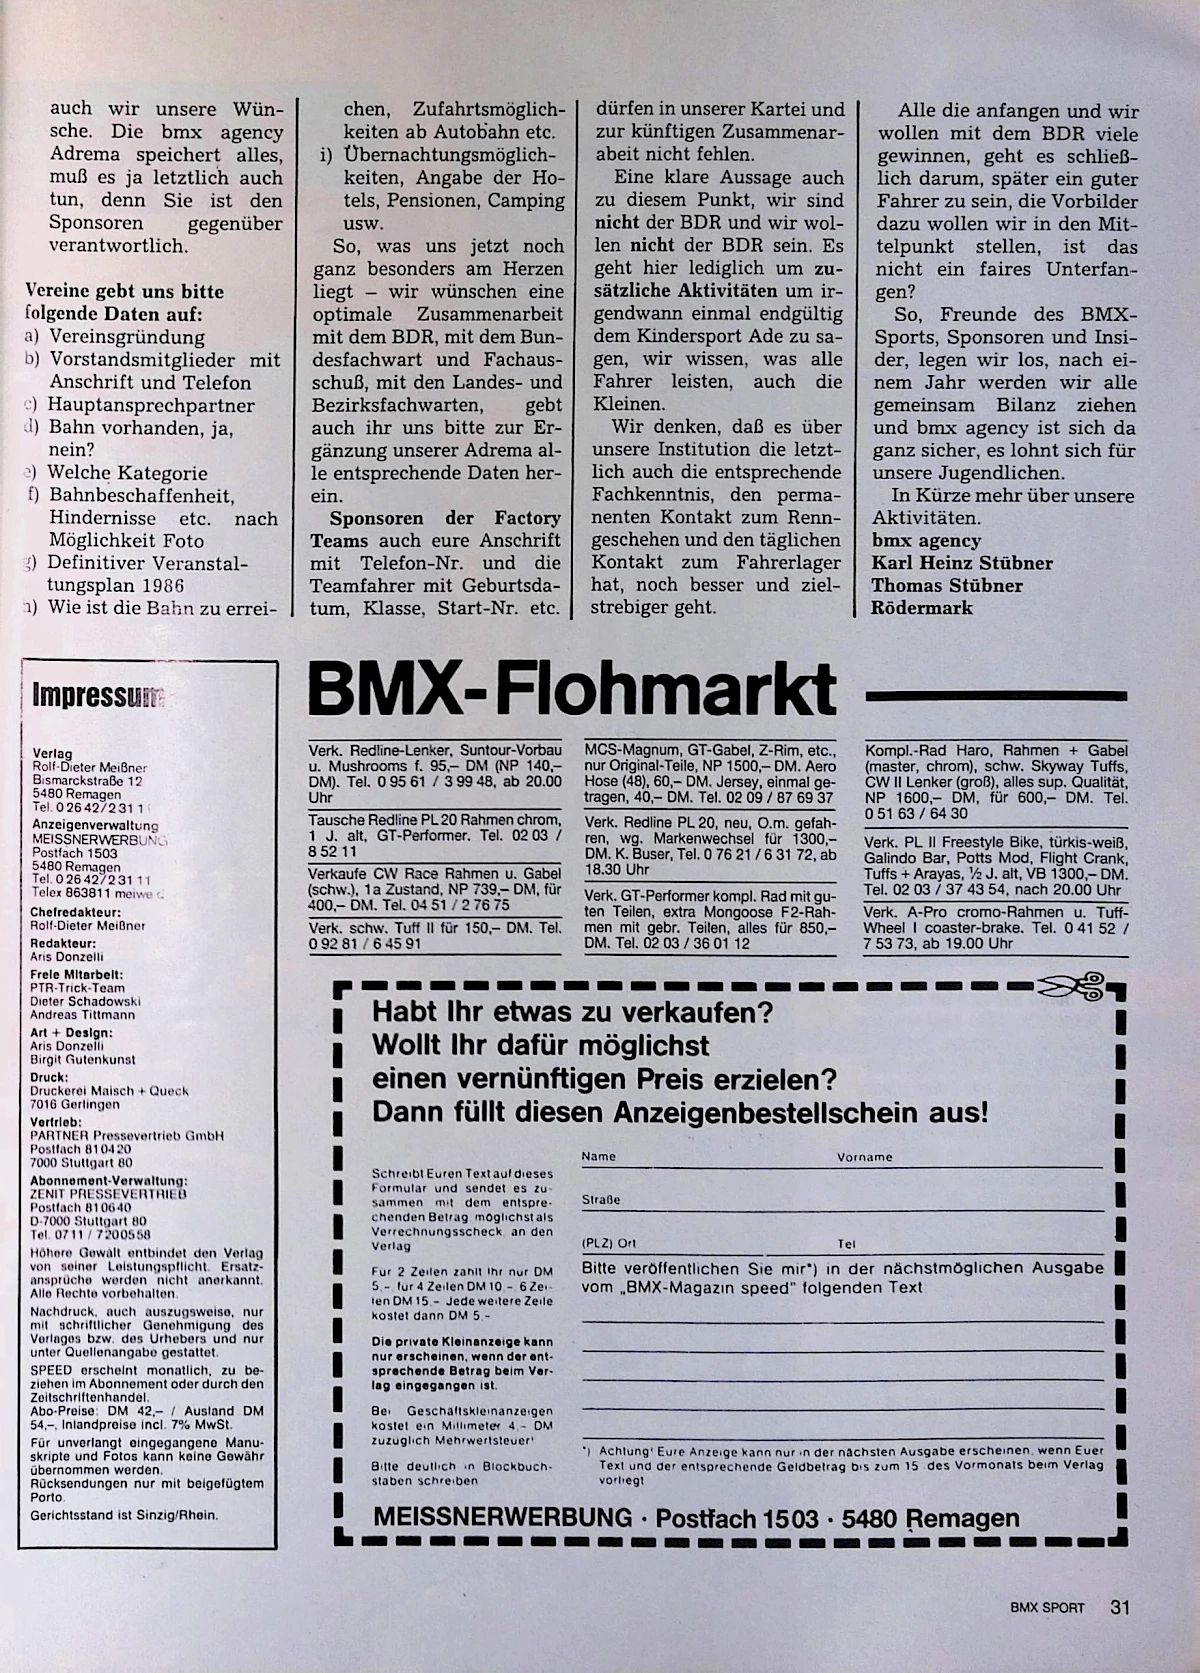 auch wir unsere Wün-
sche. Die bmx agency
Adrema speichert alles,
muß es ja letztlich auch
tun, denn Sie ist den
Sponsoren gegenüber
verantwortlich.
Vereine gebt uns bitte
folgende Daten auf:
a) Vereinsgründung
b) Vorstandsmitglieder mit
Anschrift und Telefon
c) Hauptansprechpartner
d) Bahn vorhanden, ja,
nein?
e) Welche Kategorie
f) Bahnbeschaffenheit,
Hindernisse etc. nach
Möglichkeit Foto
g) Definitiver Veranstal-
tungsplan 1986
h) Wie ist die Bahn zu errei-
chen, Zufahrtsmöglich-
keiten ab Autobahn etc.
i) Übernachtungsmöglich-
keiten, Angabe der Ho-
tels, Pensionen, Camping
usw.
So, was uns jetzt noch
ganz besonders am Herzen
liegt – wir wünschen eine
optimale Zusammenarbeit
mit dem BDR, mit dem Bun-
desfachwart und Fachaus-
schuß, mit den Landes- und
Bezirksfachwarten, gebt
auch ihr uns bitte zur Er-
gänzung unserer Adrema al-
le entsprechende Daten her-
ein.
Sponsoren der Factory
Teams auch eure Anschrift
mit Telefon-Nr. und die
Teamfahrer mit Geburtsda-
tum, Klasse, Start-Nr. etc.
dürfen in unserer Kartei und
zur künftigen Zusammenar-
abeit nicht fehlen.
Eine klare Aussage auch
zu diesem Punkt, wir sind
nicht der BDR und wir wol-
len nicht der BDR sein. Es
geht hier lediglich um zu-
sätzliche Aktivitäten um ir-
gendwann einmal endgültig
dem Kindersport Ade zu sa-
gen, wir wissen, was alle
Fahrer leisten, auch die
Kleinen.
Wir denken, daß es über
unsere Institution die letzt-
lich auch die entsprechende
Fachkenntnis, den perma-
nenten Kontakt zum Renn-
geschehen und den täglichen
Kontakt zum Fahrerlager
hat, noch besser und ziel-
strebiger geht.
Alle die anfangen und wir
wollen mit dem BDR viele
gewinnen, geht es schließ-
lich darum, später ein guter
Fahrer zu sein, die Vorbilder
dazu wollen wir in den Mit-
telpunkt stellen, ist das
nicht ein faires Unterfan-
gen?
So, Freunde des BMX-
Sports, Sponsoren und Insi-
der, legen wir los, nach ei-
nem Jahr werden wir alle
gemeinsam Bilanz ziehen
und bmx agency ist sich da
ganz sicher, es lohnt sich für
unsere Jugendlichen.
In Kürze mehr über unsere
Aktivitäten.
bmx agency
Karl Heinz Stübner
Thomas Stübner
Rödermark
Impressum
Verlag
Rolf-Dieter Meißner
Bismarckstraße 12
5480 Remagen
Tel. 0 26 42/2 31 1
Anzeigenverwaltung
MEISSNERWERBUNG
Postfach 1503
5480 Remagen
Tel. 0 26 42/2 31 11
Telex 863811 meiwe
Chefredakteur:
Rolf-Dieter Meißner
Redakteur:
Aris Donzelli
Freie Mitarbeit:
PTR-Trick-Team
Dieter Schadowski
Andreas Tittmann
Art + Design:
Aris Donzelli
Birgit Gutenkunst
Druck:
Druckerei Maisch + Queck
7016 Gerlingen
Vertrieb:
PARTNER Pressevertrieb GmbH
Postfach 81 04 20
7000 Stuttgart 80
Abonnement-Verwaltung:
ZENIT PRESSEVERTRIEB
Postfach 81 06 40
D-7000 Stuttgart 80
Tel. 07 11 / 7 20 05 58
Höhere Gewalt entbindet den Verlag
von seiner Leistungspflicht. Ersatz-
ansprüche werden nicht anerkannt.
Alle Rechte vorbehalten.
Nachdruck, auch auszugsweise, nur
mit schriftlicher Genehmigung des
Verlages bzw. des Urhebers und nur
unter Quellenangabe gestattet.
SPEED erscheint monatlich, zu be-
ziehen im Abonnement oder durch den
Zeitschriftenhandel.
Abo-Preise: DM 42,– / Ausland DM
54,–, Inlandpreise incl. 7% MwSt.
Für unverlangt eingegangene Manu-
skripte und Fotos kann keine Gewähr
übernommen werden.
Rücksendungen nur mit beigefügtem
Porto.
Gerichtsstand ist Sinzig/Rhein.
BMX-Flohmarkt
Verk. Redline-Lenker, Suntour-Vorbau
u. Mushrooms f. 95,– DM (NP 140,–
DM). Tel. 0 95 61 / 3 99 48, ab 20.00
Uhr
Tausche Redline PL 20 Rahmen chrom,
1 J. alt, GT-Performer. Tel. 02 03 /
8 52 11
Verkaufe CW Race Rahmen u. Gabel
(schw.), 1a Zustand, NP 739,– DM, für
400,– DM. Tel. 04 51 / 2 76 75
Verk. schw. Tuff II für 150,– DM. Tel.
0 92 81 / 6 45 91
MCS-Magnum, GT-Gabel, Z-Rim, etc.,
nur Original-Teile, NP 1500,– DM. Aero
Hose (48), 60,– DM. Jersey, einmal ge-
tragen, 40,– DM. Tel. 02 09 / 87 69 37
Verk. Redline PL 20, neu, O.m. gefah-
ren, wg. Markenwechsel für 1300,–
DM. K. Buser, Tel. 0 76 21 / 6 31 72, ab
18.30 Uhr
Verk. GT-Performer kompl. Rad mit gu-
ten Teilen, extra Mongoose F2-Rah-
men mit gebr. Teilen, alles für 850,–
DM. Tel. 02 03 / 36 01 12
Kompl.-Rad Haro, Rahmen + Gabel
(master, chrom), schw. Skyway Tuffs,
CW II Lenker (groß), alles sup. Qualität,
NP 1600,– DM, für 600,– DM. Tel.
0 51 63 / 64 30
Verk. PL II Freestyle Bike, türkis-weiß,
Galindo Bar, Potts Mod, Flight Crank,
Tuffs + Arayas, ½ J. alt, VB 1300,– DM.
Tel. 02 03 / 37 43 54, nach 20.00 Uhr
Verk. A-Pro cromo-Rahmen u. Tuff-
Wheel I coaster-brake. Tel. 0 41 52 /
7 53 73, ab 19.00 Uhr
Habt Ihr etwas zu verkaufen?
Wollt Ihr dafür möglichst
einen vernünftigen Preis erzielen?
Dann füllt diesen Anzeigenbestellschein aus!
Schreibt Euren Text auf dieses
Formular und sendet es zu-
sammen mit dem entspre-
chenden Betrag, möglichst als
Verrechnungsscheck, an den
Verlag
Für 2 Zeilen zahlt Ihr nur DM
5,– für 4 Zeilen DM 10,– 6 Zei-
len DM 15,– Jede weitere Zeile
kostet dann DM 5,–
Die private Kleinanzeige kann
nur erscheinen, wenn der ent-
sprechende Betrag beim Ver-
lag eingegangen ist.
Bei Geschäftskleinanzeigen
kostet ein Millimeter 4,– DM
zuzüglich Mehrwertsteuer!
Bitte deutlich in Blockbuch-
staben schreiben
Name Vorname
Straße
(PLZ) Ort Tel
Bitte veröffentlichen Sie mir*) in der nächstmöglichen Ausgabe
vom „BMX-Magazin speed" folgenden Text
*) Achtung! Eure Anzeige kann nur in der nächsten Ausgabe erscheinen, wenn Euer
Text und der entsprechende Geldbetrag bis zum 15. des Vormonats beim Verlag
vorliegt
MEISSNERWERBUNG · Postfach 1503 · 5480 Remagen
BMX SPORT 31